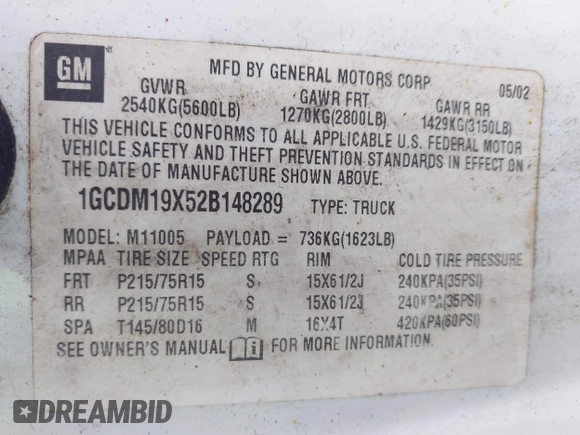 GM
MFD BY GENERAL MOTORS CORP
05/02
GVWR GAWR FRT GAWR RR
2540KG(5600LB) 1270KG(2800LB) 1429KG(3150LB)
THIS VEHICLE CONFORMS TO ALL APPLICABLE U.S. FEDERAL MOTOR
VEHICLE SAFETY AND THEFT PREVENTION STANDARDS IN EFFECT ON
THE DATE OF MANUFACTURE SHOWN ABOVE.
1GCDM19X52B148289 TYPE: TRUCK
MODEL: M11005 PAYLOAD = 736KG(1623LB)
MPAA TIRE SIZE SPEED RTG RIM COLD TIRE PRESSURE
FRT P215/75R15 S 15X61/2J 240KPA(35PSI)
RR P215/75R15 S 15X61/2J 240KPA(35PSI)
SPA T145/80D16 M 16X4T 420KPA(60PSI)
SEE OWNER'S MANUAL FOR MORE INFORMATION.
DREAMBID